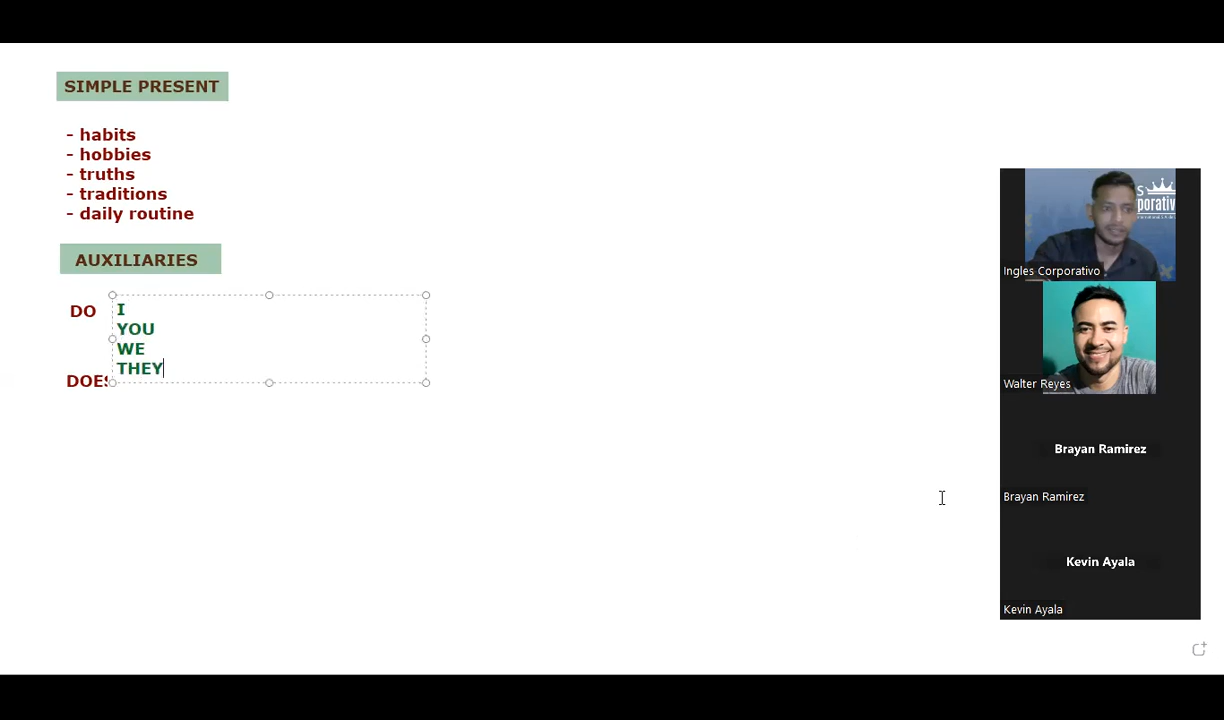 SIMPLE PRESENT
- habits
- hobbies
- truths
- traditions
- daily routine
AUXILIARIES
DO
I
YOU
WE
THEY
DOES
Ingles Corporativo
Walter Reyes
Brayan Ramirez
Brayan Ramirez
Kevin Ayala
Kevin Ayala